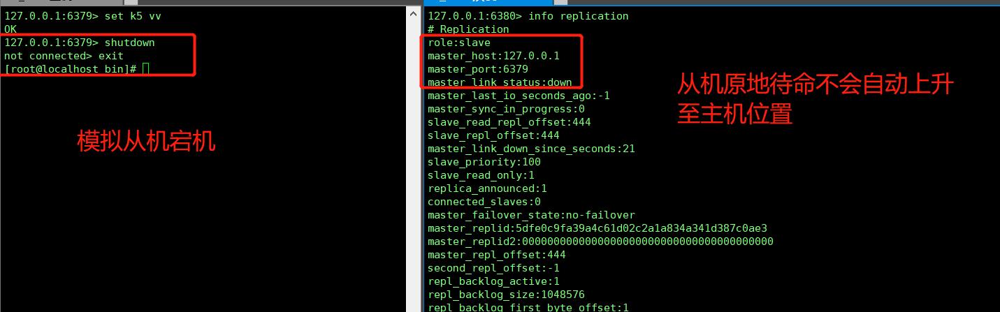 127.0.0.1:6379> set k5 vv
OK
127.0.0.1:6379> shutdown
not connected> exit
[root@localhost bin]#
模拟从机宕机
127.0.0.1:6380> info replication
# Replication
role:slave
master_host:127.0.0.1
master_port:6379
master_link_status:down
master_last_io_seconds_ago:-1
master_sync_in_progress:0
slave_read_repl_offset:444
slave_repl_offset:444
master_link_down_since_seconds:21
slave_priority:100
slave_read_only:1
replica_announced:1
connected_slaves:0
master_failover_state:no-failover
master_replid:5dfe0c9fa39a4c61d02c2a1a834a341d387c0ae3
master_replid2:0000000000000000000000000000000000000000
master_repl_offset:444
second_repl_offset:-1
repl_backlog_active:1
repl_backlog_size:1048576
repl_backlog_first_byte_offset:1
从机原地待命不会自动上升
至主机位置